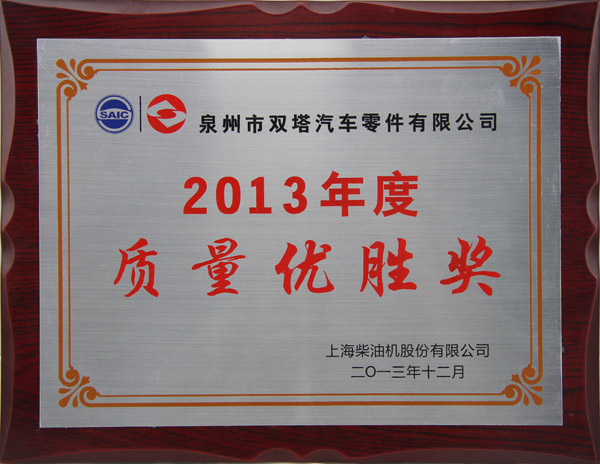 SAIC 泉州市双塔汽车零件有限公司
2013年度
质量优胜奖
上海柴油机股份有限公司
二〇一三年十二月